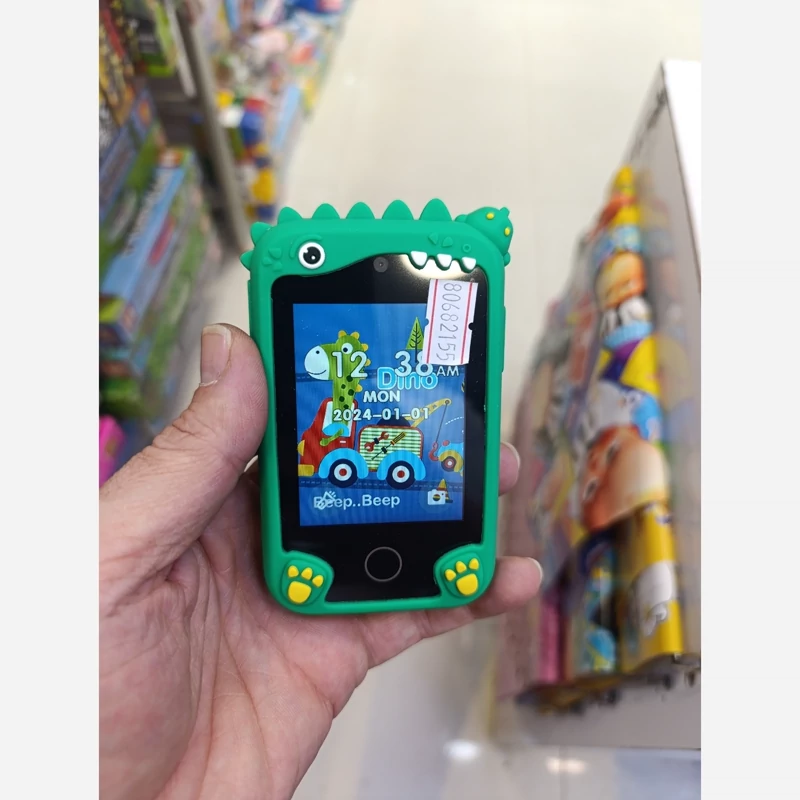 80682155
12 38 AM
Dino
MON
2024-01-01
Beep..Beep